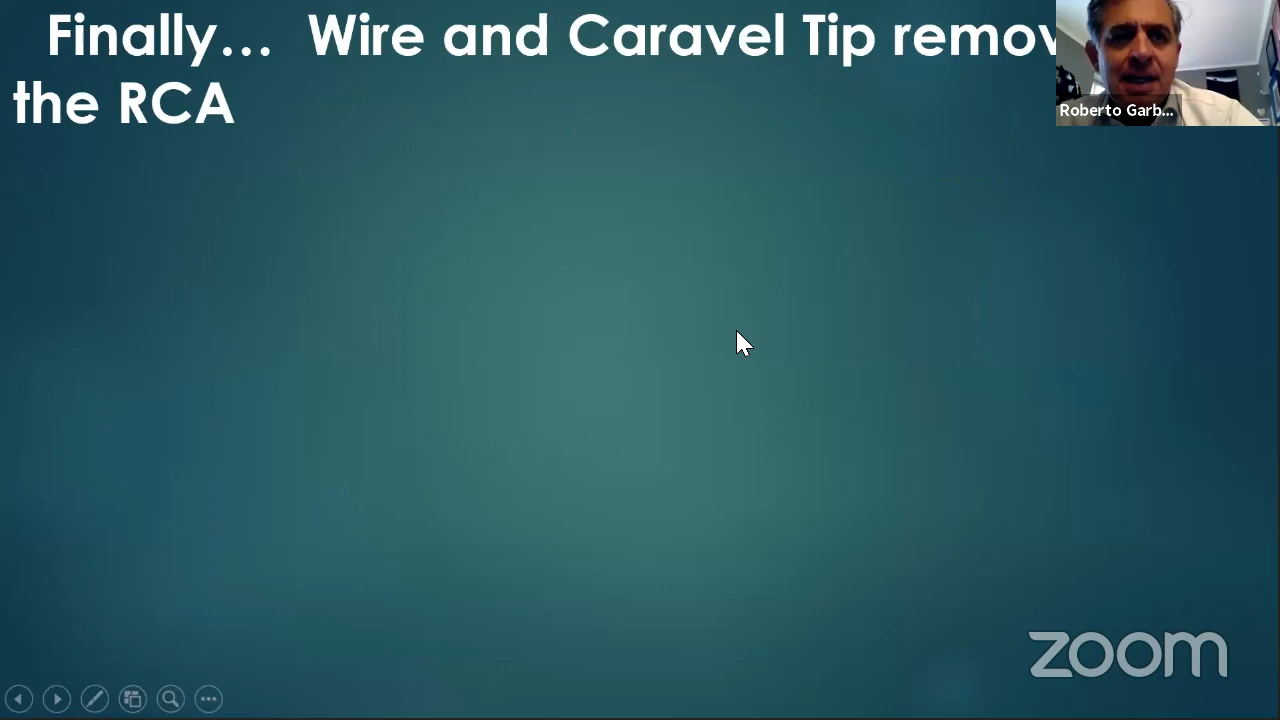 Finally... Wire and Caravel Tip remov
the RCA
Roberto Garb...
zoom